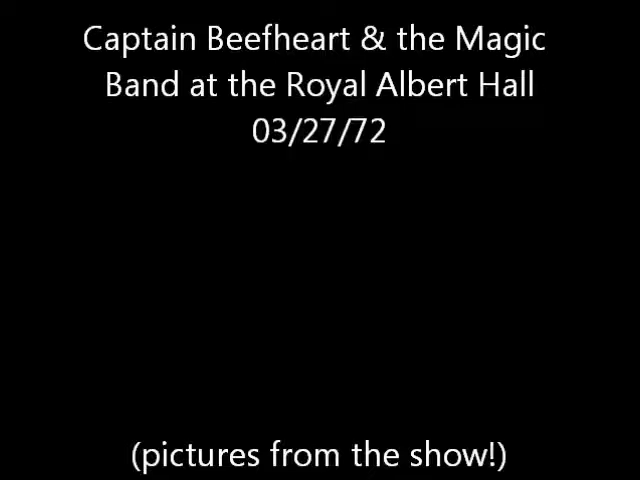 Captain Beefheart & the Magic
Band at the Royal Albert Hall
03/27/72
(pictures from the show!)